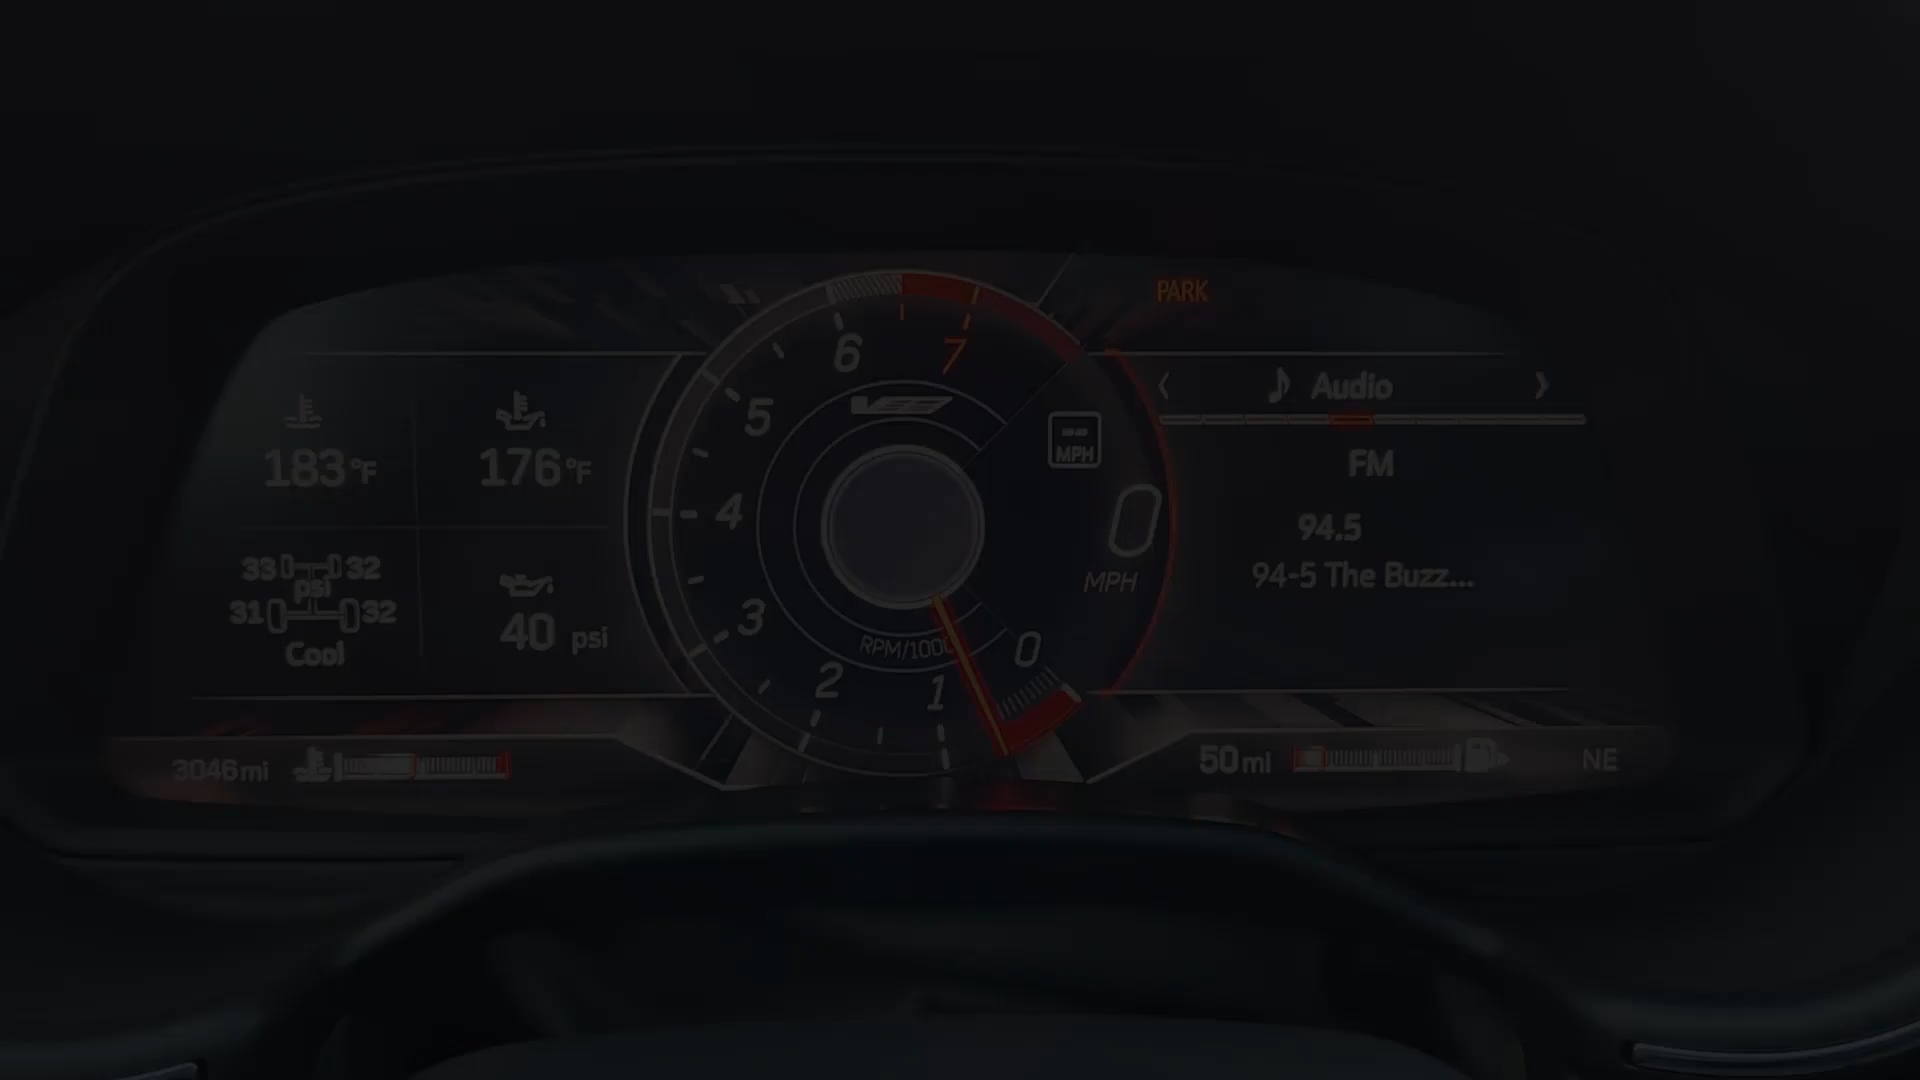 PARK
6 7
5
4
3
2
1
0
RPM/1000
-- MPH
0
MPH
183°F
176°F
33 32
psi
31 32
Cool
40 psi
Audio
FM
94.5
94-5 The Buzz...
3046mi
50mi
NE